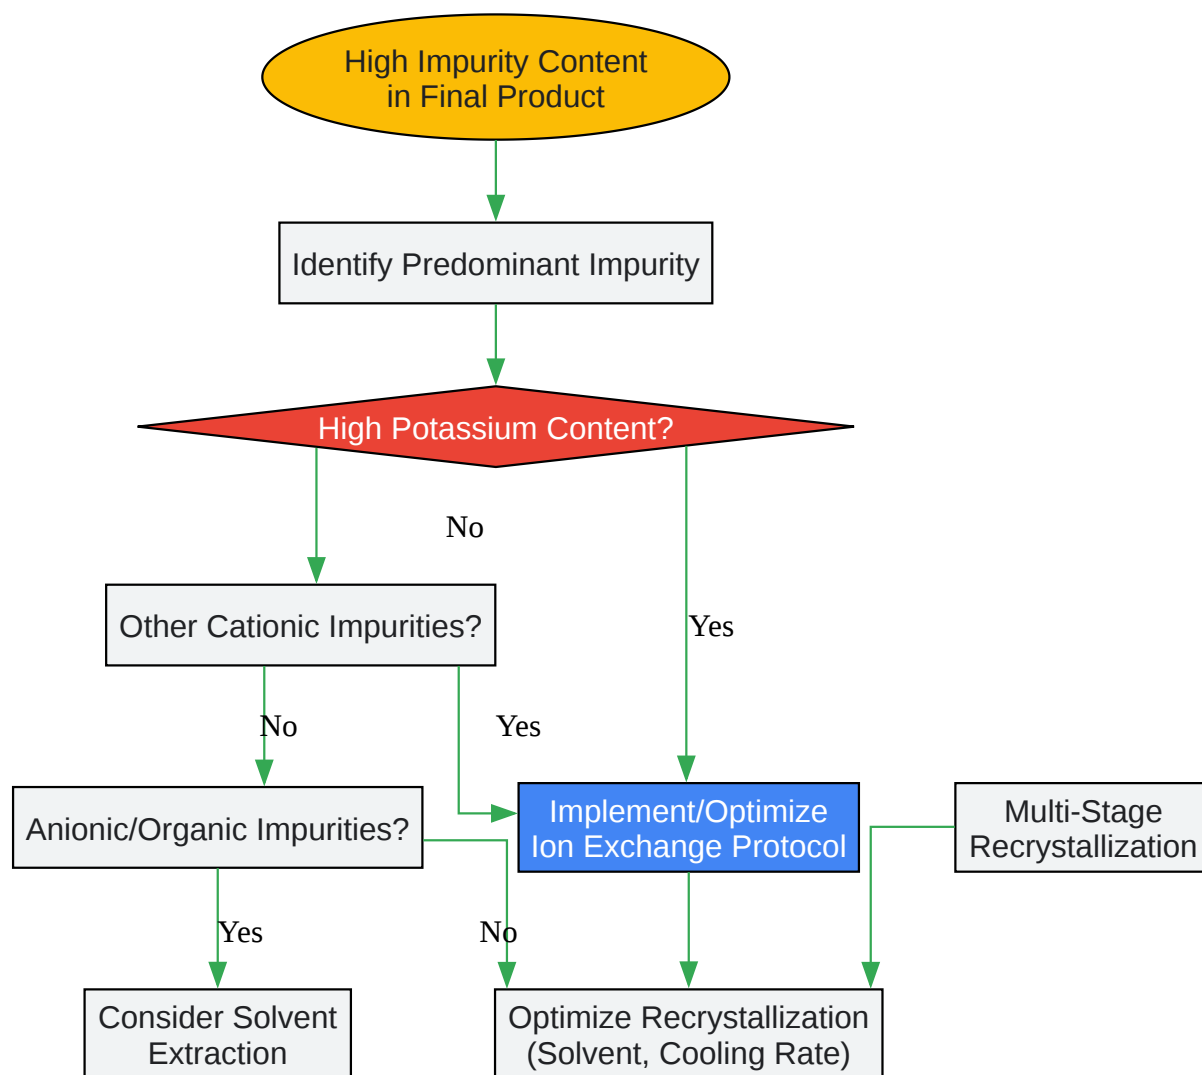 High Impurity Content
in Final Product
Identify Predominant Impurity
High Potassium Content?
No
Other Cationic Impurities?
Yes
No
Yes
Anionic/Organic Impurities?
Implement/Optimize
Ion Exchange Protocol
Multi-Stage
Recrystallization
Yes
No
Consider Solvent
Extraction
Optimize Recrystallization
(Solvent, Cooling Rate)